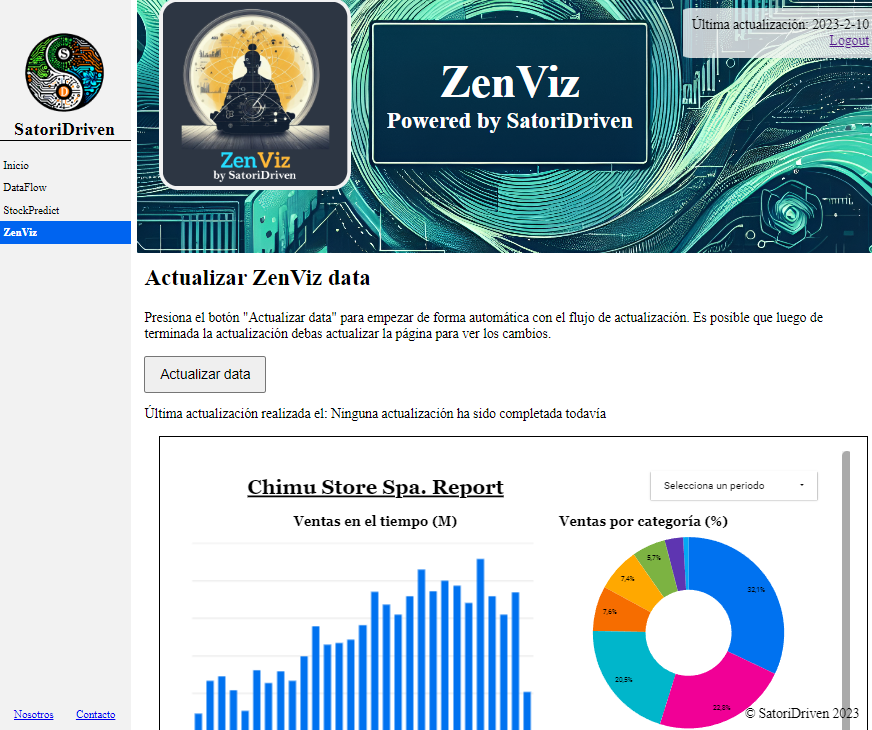 SatoriDriven
Inicio
DataFlow
StockPredict
ZenViz
Nosotros Contacto
ZenViz
by SatoriDriven
ZenViz
Powered by SatoriDriven
Última actualización: 2023-2-10
Logout
Actualizar ZenViz data
Presiona el botón "Actualizar data" para empezar de forma automática con el flujo de actualización. Es posible que luego de
terminada la actualización debas actualizar la página para ver los cambios.
Actualizar data
Última actualización realizada el: Ninguna actualización ha sido completada todavía
Chimu Store Spa. Report
Selecciona un periodo
Ventas en el tiempo (M)
Ventas por categoría (%)
5,7%
7,4%
7,6%
32,1%
20,5%
22,8%
© SatoriDriven 2023